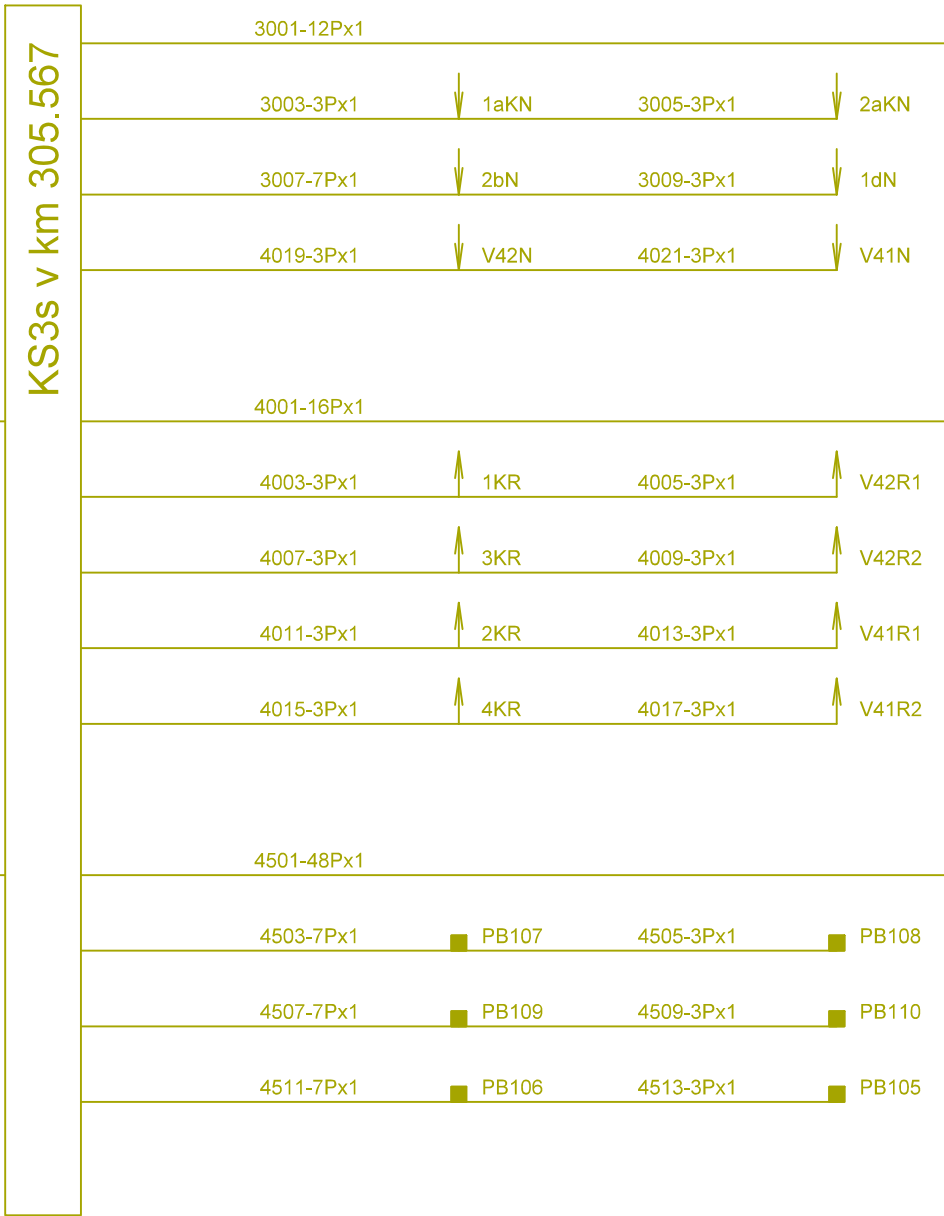 KS3s v km 305.567
3001-12Px1
3003-3Px1 1aKN 3005-3Px1 2aKN
3007-7Px1 2bN 3009-3Px1 1dN
4019-3Px1 V42N 4021-3Px1 V41N
4001-16Px1
4003-3Px1 1KR 4005-3Px1 V42R1
4007-3Px1 3KR 4009-3Px1 V42R2
4011-3Px1 2KR 4013-3Px1 V41R1
4015-3Px1 4KR 4017-3Px1 V41R2
4501-48Px1
4503-7Px1 PB107 4505-3Px1 PB108
4507-7Px1 PB109 4509-3Px1 PB110
4511-7Px1 PB106 4513-3Px1 PB105